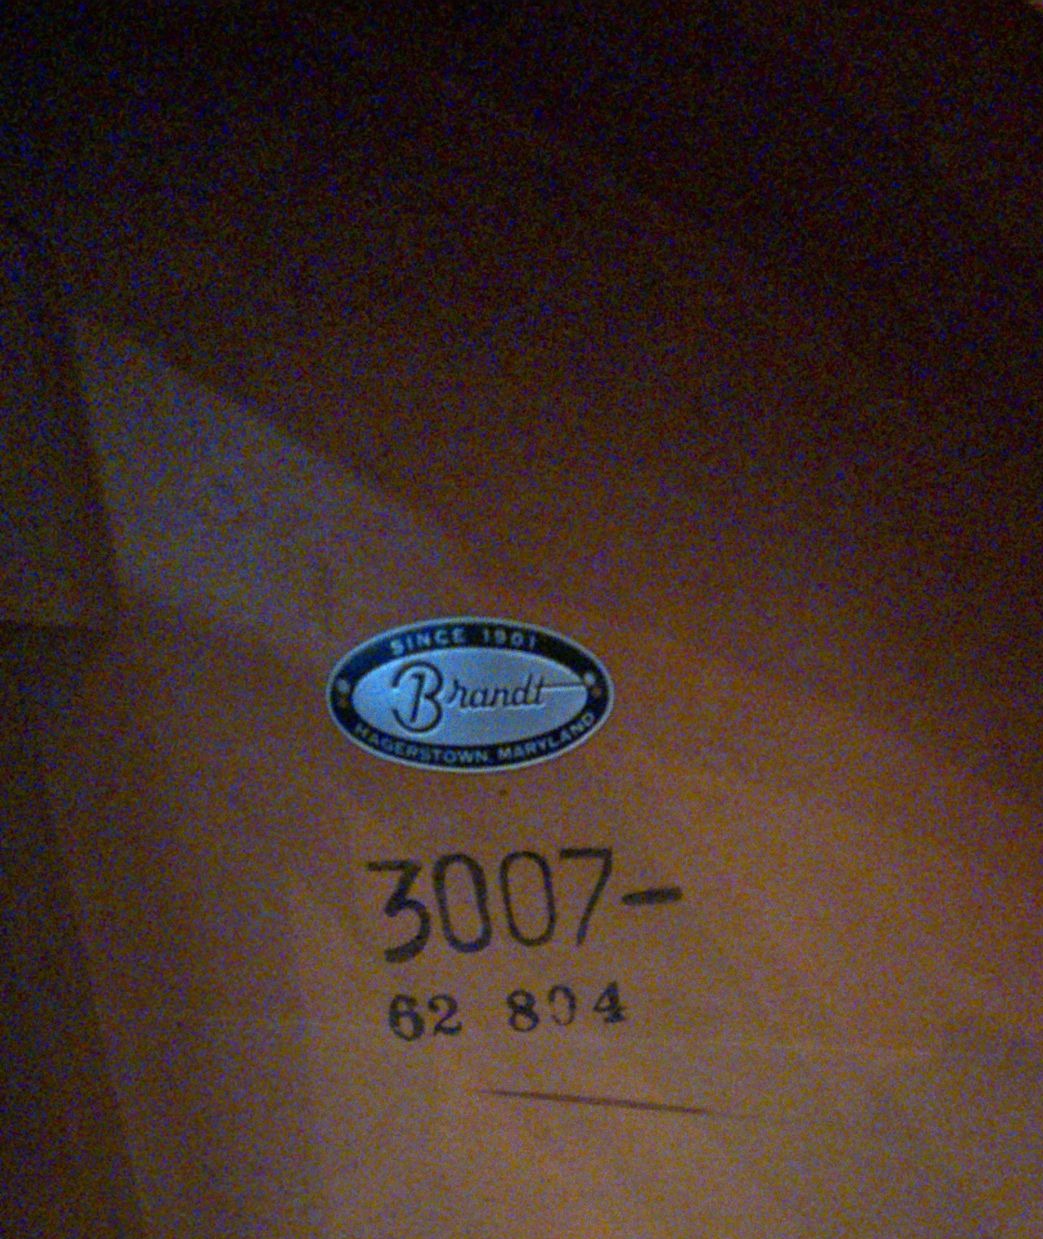 SINCE 1901
Brandt
HAGERSTOWN, MARYLAND
3007-
62 804